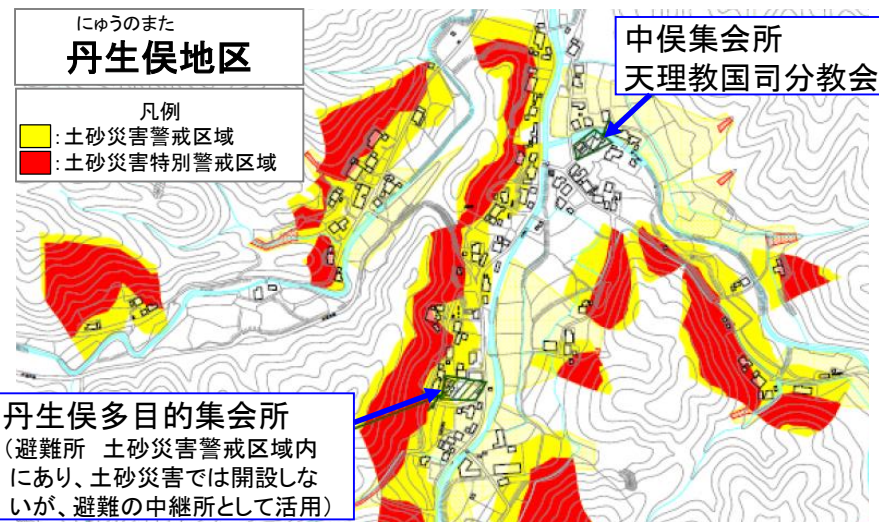 にゅうのまた
丹生俣地区
凡例
:土砂災害警戒区域
:土砂災害特別警戒区域
中俣集会所
天理教国司分教会
丹生俣多目的集会所
(避難所 土砂災害警戒区域内
にあり、土砂災害では開設しな
いが、避難の中継所として活用)